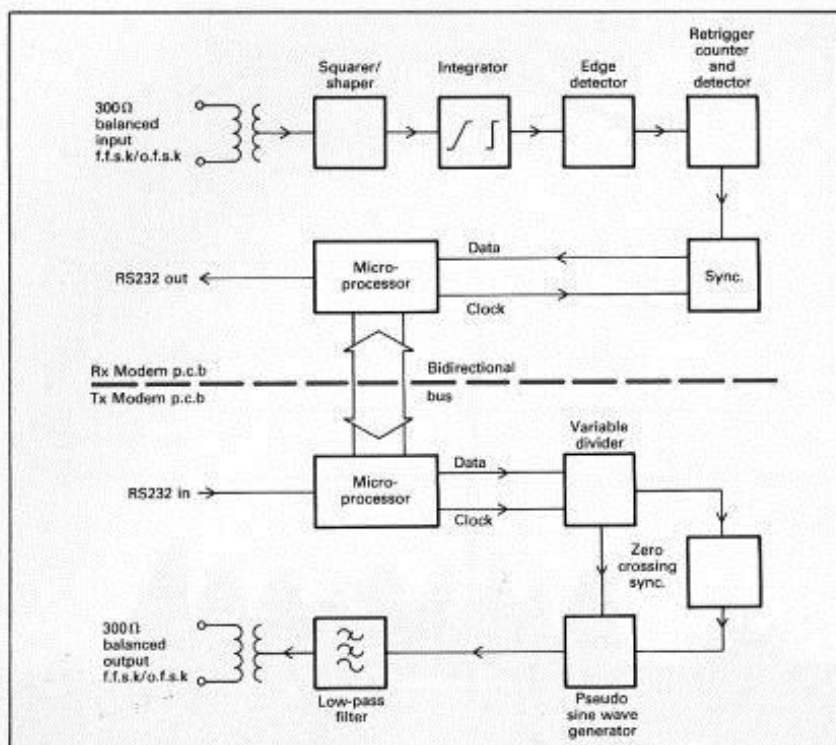 Squarer/
shaper
Integrator
Edge
detector
Retrigger
counter
and
detector
300Ω
balanced
input
f.f.s.k/o.f.s.k
RS232 out
Micro-
processor
Data
Clock
Sync.
Rx Modem p.c.b
Tx Modem p.c.b
Bidirectional
bus
RS232 in
Micro-
processor
Data
Clock
Variable
divider
Zero
crossing
sync.
300Ω
balanced
output
f.f.s.k/o.f.s.k
Low-pass
filter
Pseudo
sine wave
generator